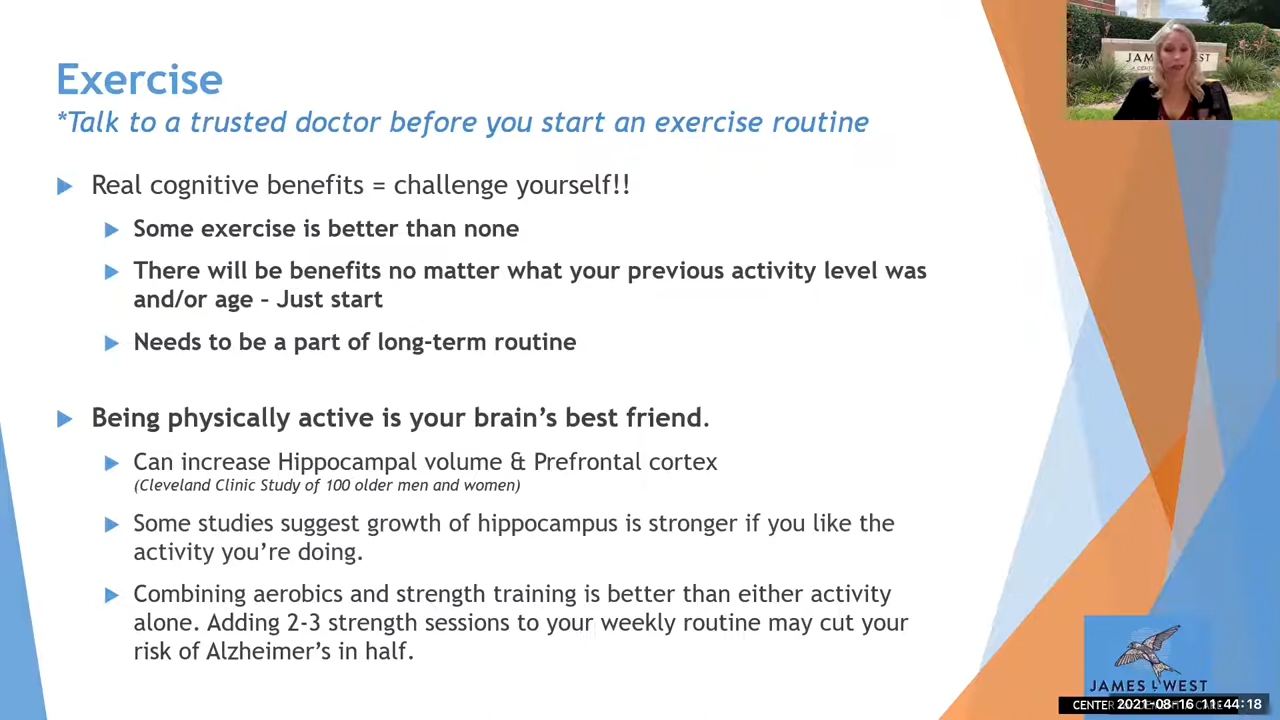 Exercise
*Talk to a trusted doctor before you start an exercise routine
Real cognitive benefits = challenge yourself!!
Some exercise is better than none
There will be benefits no matter what your previous activity level was
and/or age – Just start
Needs to be a part of long-term routine
Being physically active is your brain's best friend.
Can increase Hippocampal volume & Prefrontal cortex
(Cleveland Clinic Study of 100 older men and women)
Some studies suggest growth of hippocampus is stronger if you like the
activity you're doing.
Combining aerobics and strength training is better than either activity
alone. Adding 2-3 strength sessions to your weekly routine may cut your
risk of Alzheimer's in half.
JAMES L WEST
CENTER
2021-08-16 11:44:18